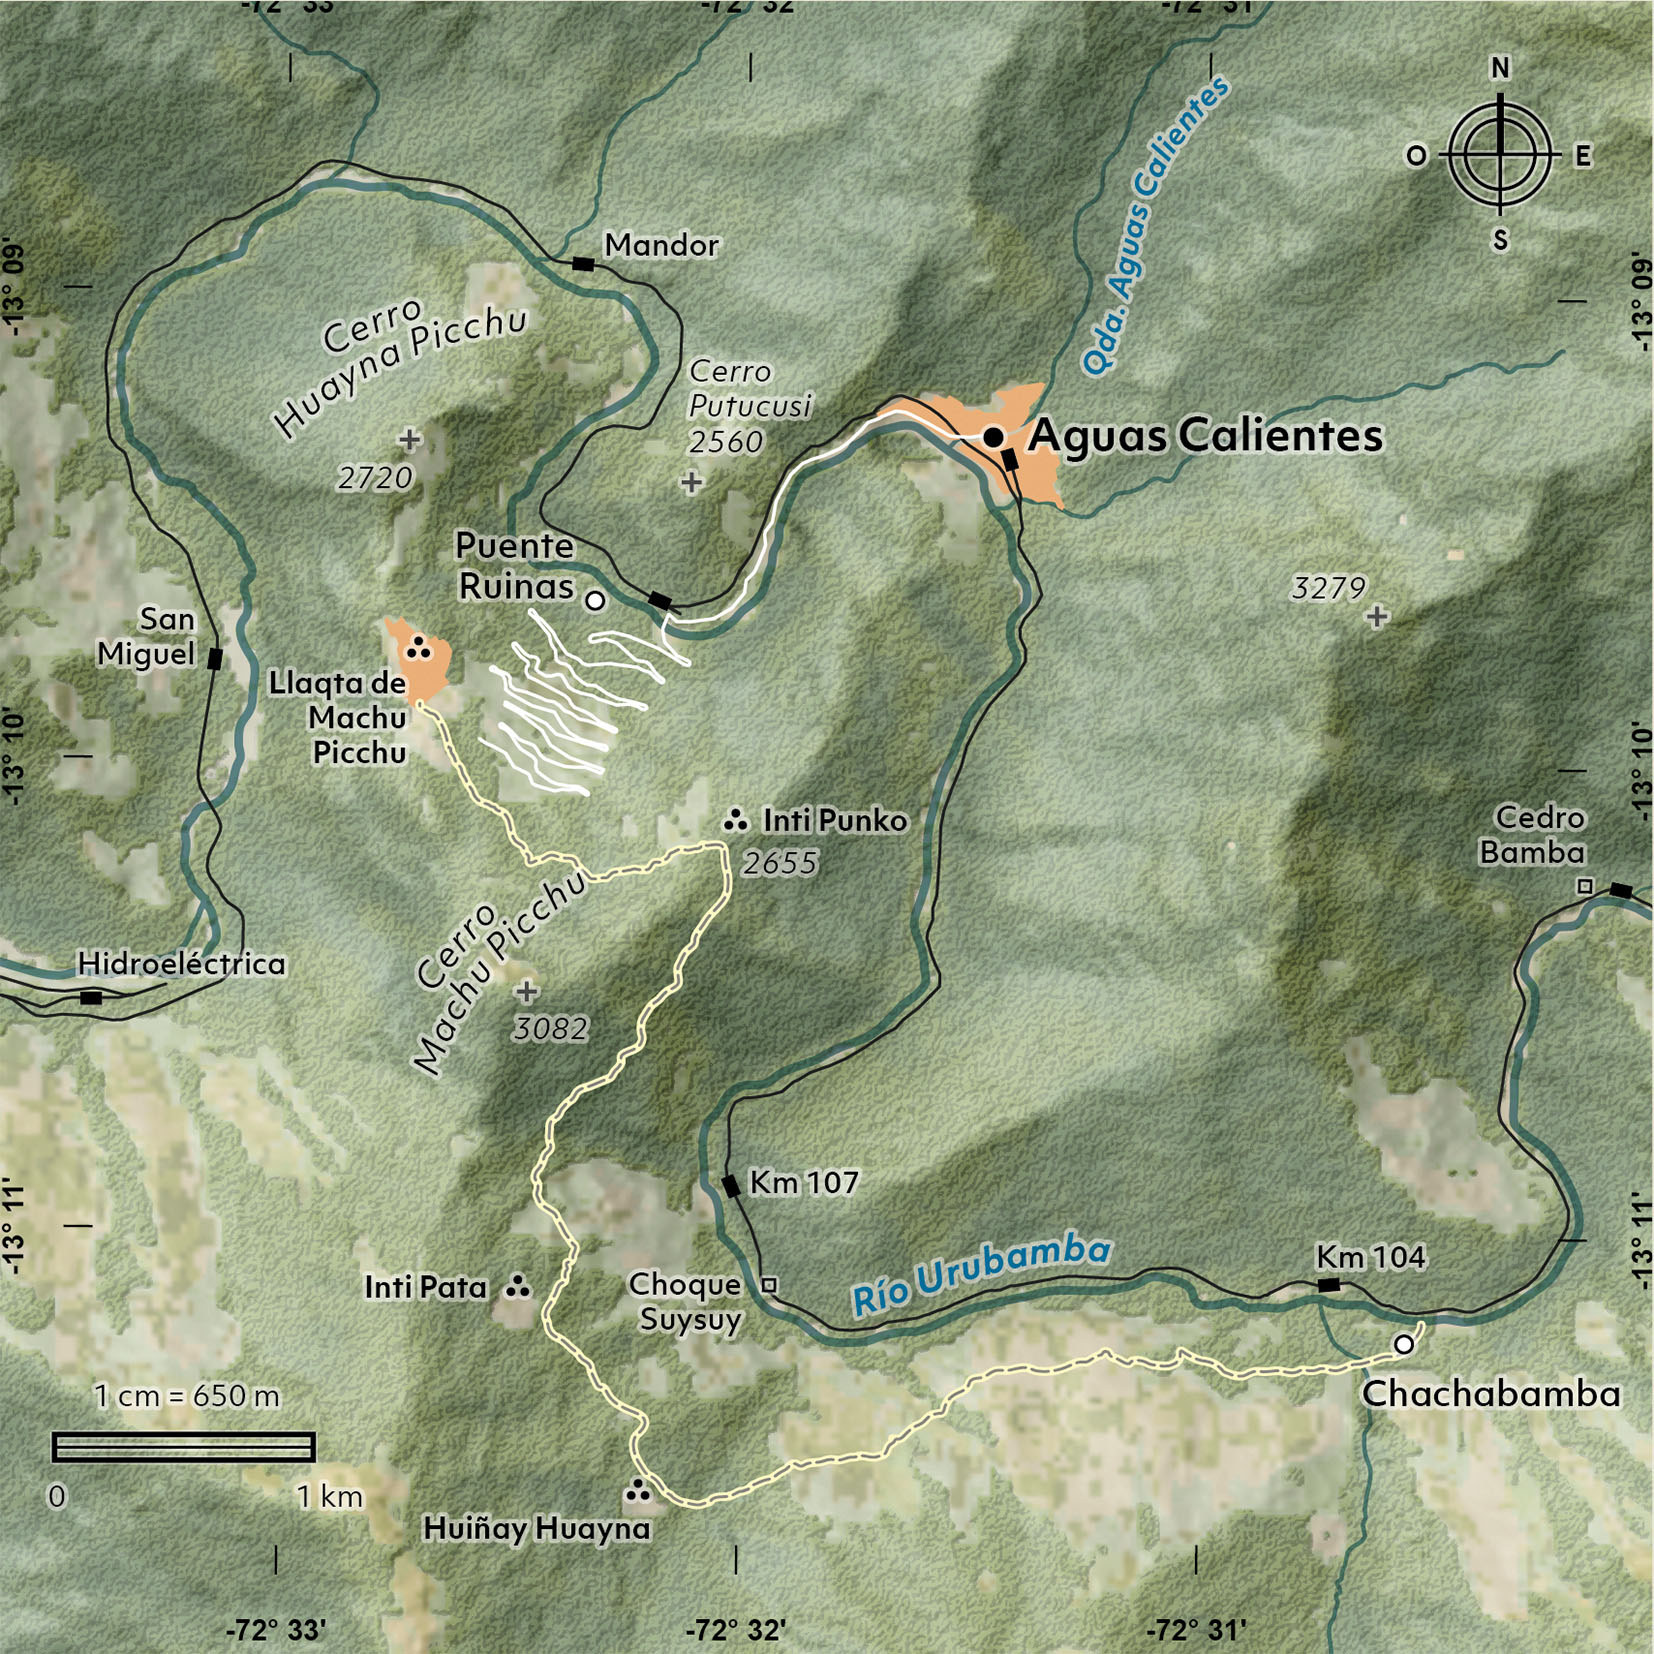 -72° 33'
-72° 32'
-72° 31'
N
O
E
S
Qda. Aguas Calientes
-13° 09'
-13° 09'
Mandor
Cerro
Huayna Picchu
2720
Cerro
Putucusi
2560
Aguas Calientes
Puente
Ruinas
3279
San
Miguel
Llaqta de
Machu
Picchu
-13° 10'
-13° 10'
Inti Punko
2655
Cedro
Bamba
Cerro
Machu Picchu
3082
Hidroeléctrica
Km 107
-13° 11'
-13° 11'
Río Urubamba
Km 104
Inti Pata
Choque
Suysuy
Chachabamba
1 cm = 650 m
0
1 km
Huiñay Huayna
-72° 33'
-72° 32'
-72° 31'